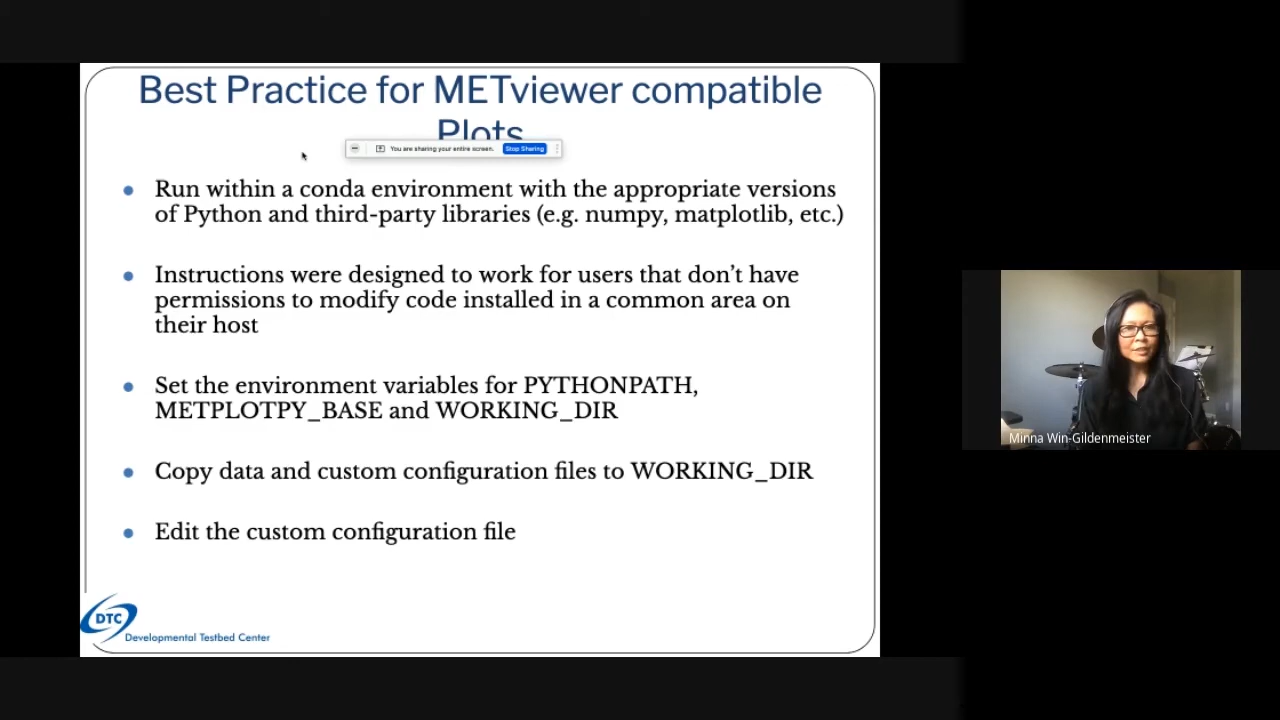 Best Practice for METviewer compatible
Plots
You are sharing your entire screen.
Stop Sharing
Run within a conda environment with the appropriate versions
of Python and third-party libraries (e.g. numpy, matplotlib, etc.)
Instructions were designed to work for users that don’t have
permissions to modify code installed in a common area on
their host
Set the environment variables for PYTHONPATH,
METPLOTPY_BASE and WORKING_DIR
Copy data and custom configuration files to WORKING_DIR
Edit the custom configuration file
DTC
Developmental Testbed Center
Minna Win-Gildenmeister